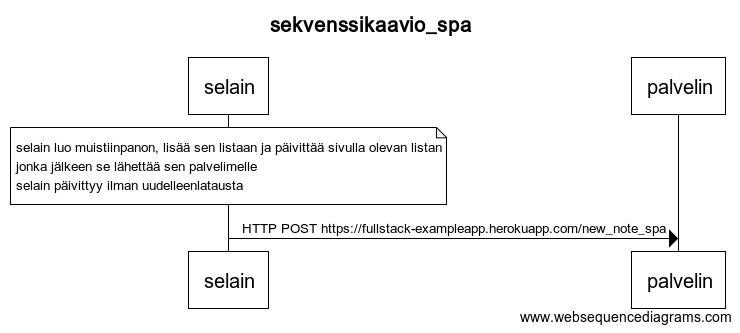 sekvenssikaavio_spa
selain
palvelin
selain luo muistiinpanon, lisää sen listaan ja päivittää sivulla olevan listan
jonka jälkeen se lähettää sen palvelimelle
selain päivittyy ilman uudelleenlatausta
HTTP POST https://fullstack-exampleapp.herokuapp.com/new_note_spa
selain
palvelin
www.websequencediagrams.com